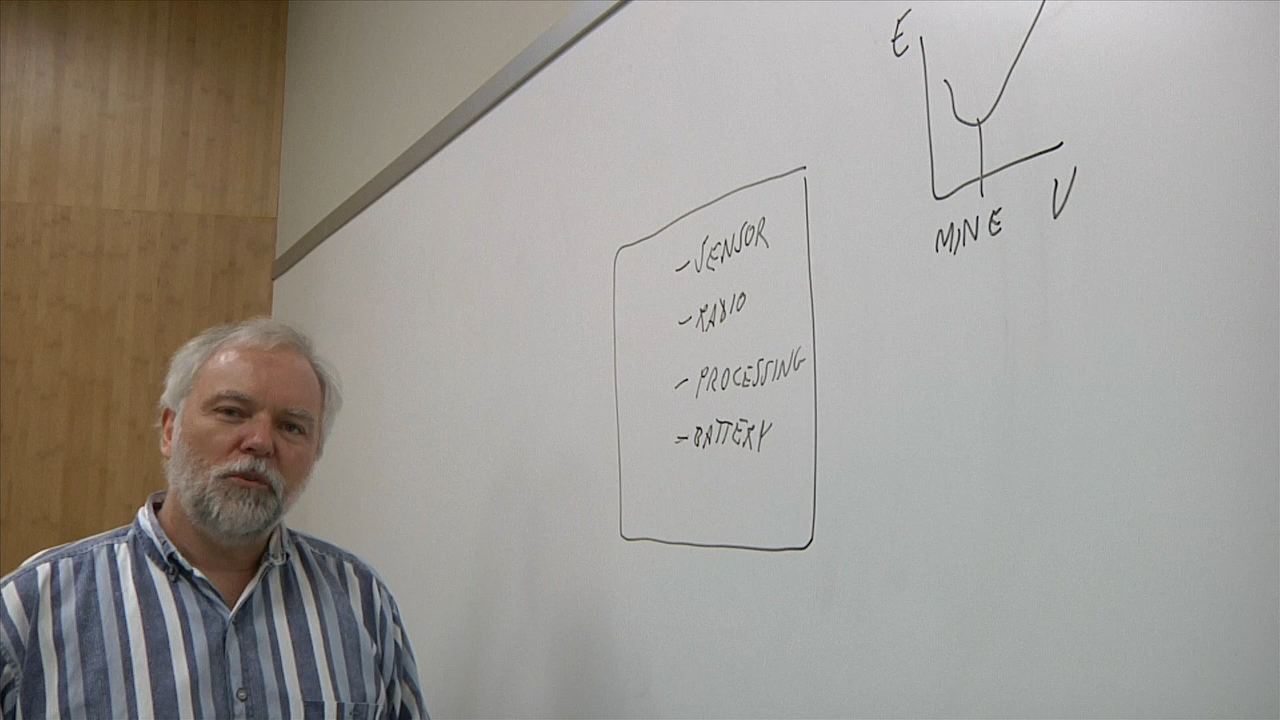 E
V
MIN E
- SENSOR
- RADIO
- PROCESSING
- BATTERY